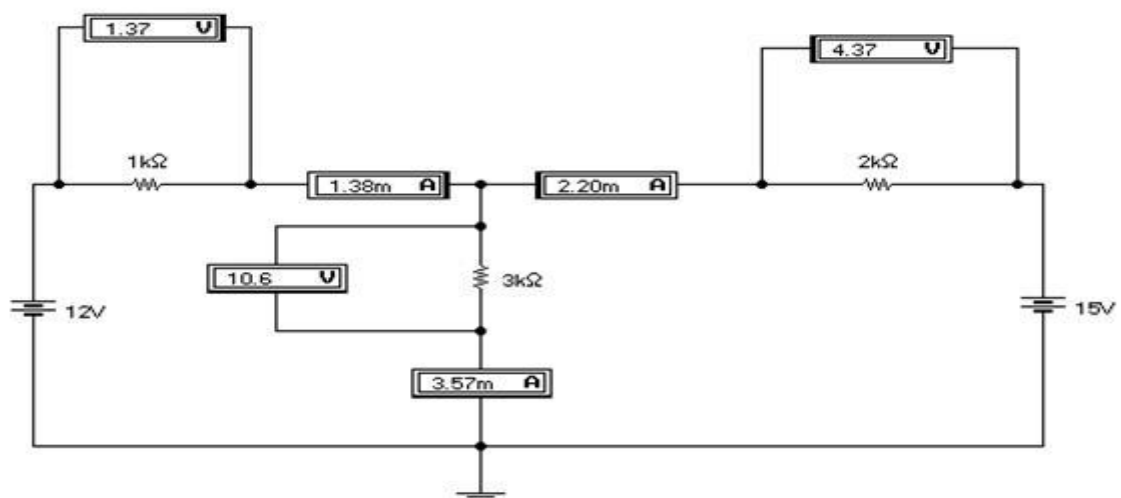 1.37 V
4.37 V
1kΩ
2kΩ
1.38m A
2.20m A
10.6 V
3kΩ
12V
15V
3.57m A